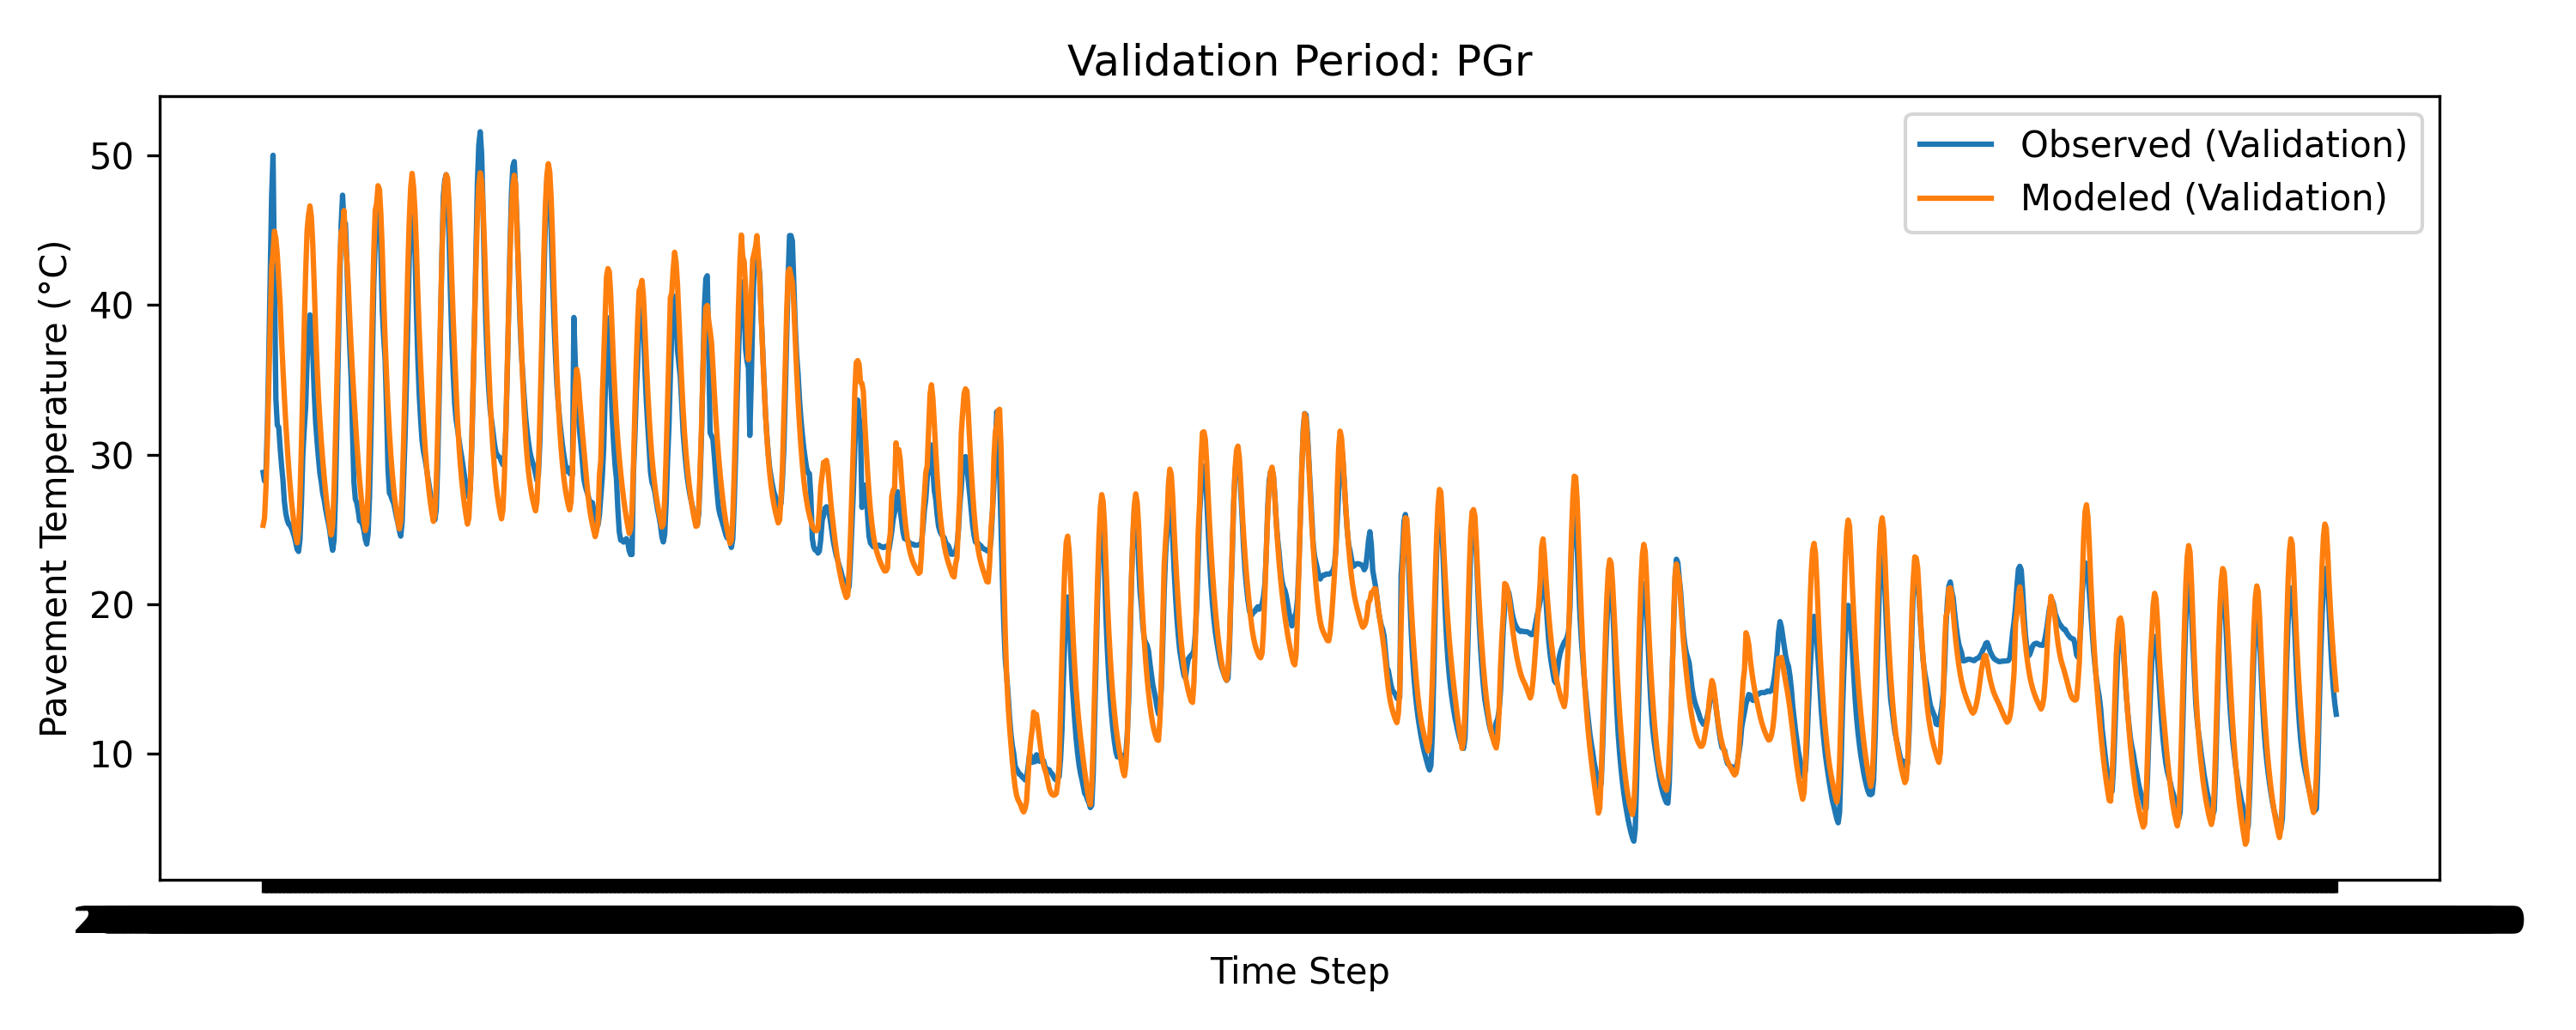 Validation Period: PGr
Observed (Validation)
Modeled (Validation)
Pavement Temperature (°C)
50
40
30
20
10
Time Step